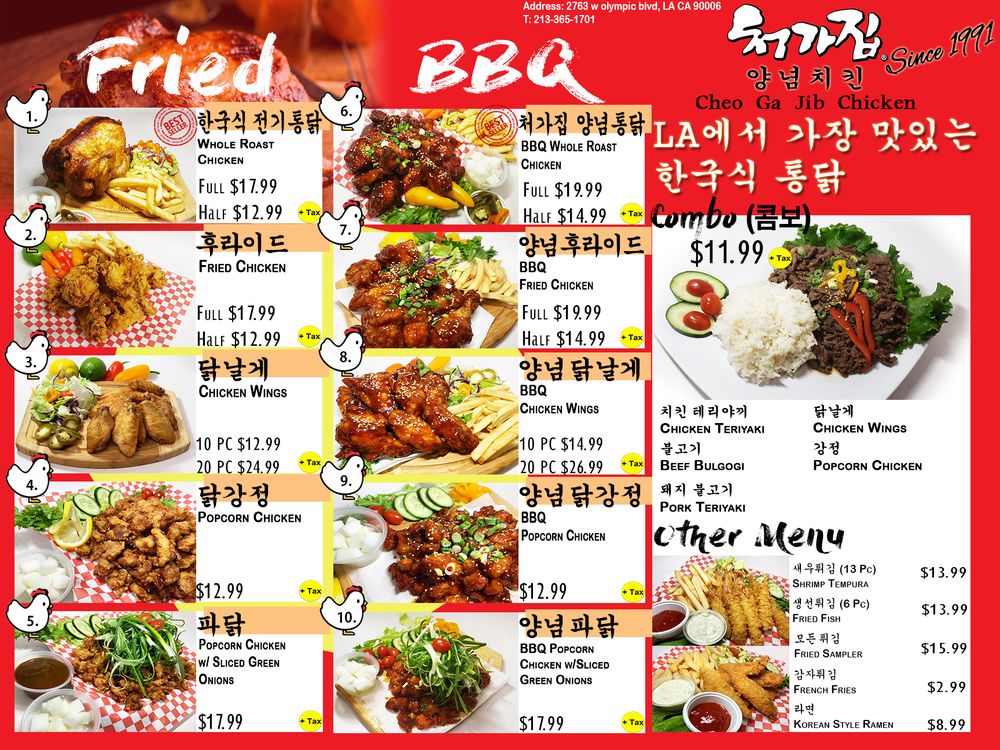 Address: 2763 w olympic blvd, LA CA 90006
T: 213-365-1701
Fried
BBQ
처가집
Since 1991
양념치킨
Cheo Ga Jib Chicken
LA에서 가장 맛있는
한국식 통닭
1.
BEST SELLER
한국식 전기통닭
WHOLE ROAST
CHICKEN
FULL $17.99
HALF $12.99
+ Tax
2.
후라이드
FRIED CHICKEN
FULL $17.99
HALF $12.99
+ Tax
3.
닭날게
CHICKEN WINGS
10 PC $12.99
20 PC $24.99
+ Tax
4.
닭강정
POPCORN CHICKEN
$12.99
+ Tax
5.
파닭
POPCORN CHICKEN
W/ SLICED GREEN
ONIONS
$17.99
+ Tax
6.
BEST SELLER
처가집 양념통닭
BBQ WHOLE ROAST
CHICKEN
FULL $19.99
HALF $14.99
+ Tax
7.
양념후라이드
BBQ
FRIED CHICKEN
FULL $19.99
HALF $14.99
+ Tax
8.
양념닭날게
BBQ
CHICKEN WINGS
10 PC $14.99
20 PC $26.99
+ Tax
9.
양념닭강정
BBQ
POPCORN CHICKEN
$12.99
+ Tax
10.
양념파닭
BBQ POPCORN
CHICKEN W/SLICED
GREEN ONIONS
$17.99
+ Tax
Combo (콤보)
$11.99
+ Tax
치킨 테리야끼
CHICKEN TERIYAKI
불고기
BEEF BULGOGI
돼지 불고기
PORK TERIYAKI
닭날게
CHICKEN WINGS
강정
POPCORN CHICKEN
Other Menu
새우튀김 (13 PC)
SHRIMP TEMPURA
$13.99
생선튀김 (6 PC)
FRIED FISH
$13.99
모든튀김
FRIED SAMPLER
$15.99
감자튀김
FRENCH FRIES
$2.99
라면
KOREAN STYLE RAMEN
$8.99